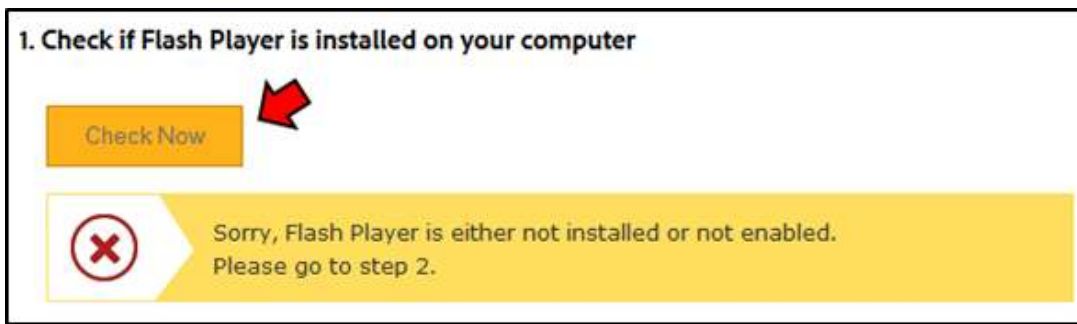 1. Check if Flash Player is installed on your computer
Check Now
Sorry, Flash Player is either not installed or not enabled.
Please go to step 2.